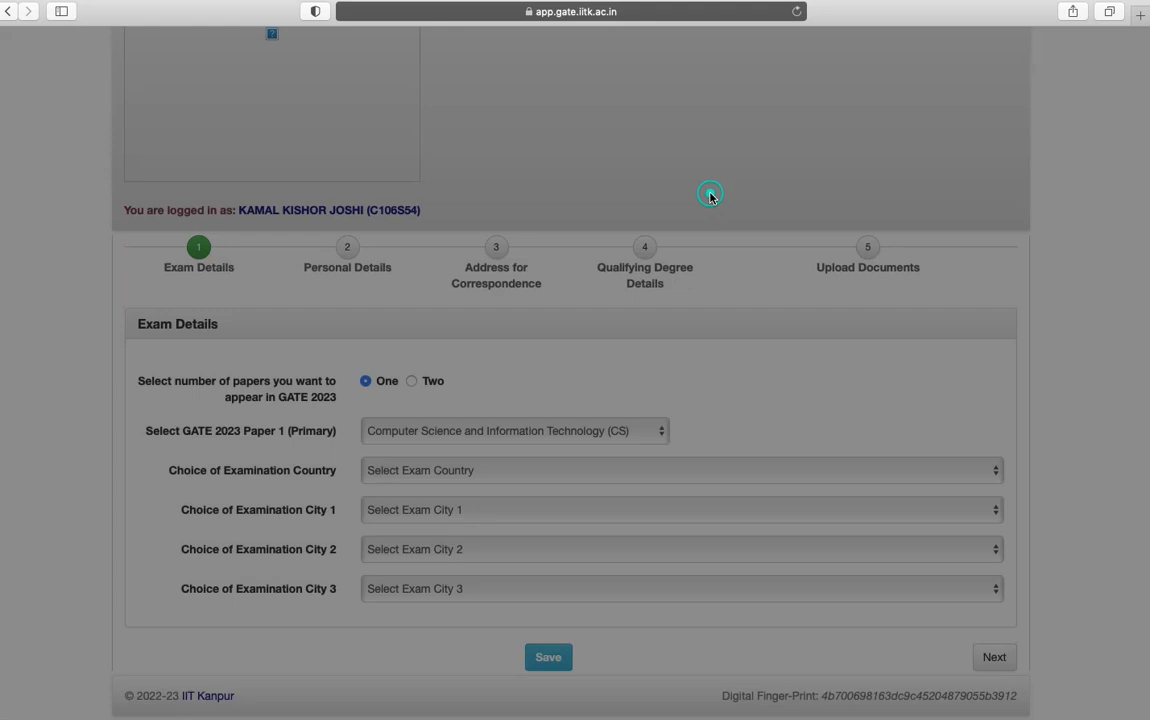 app.gate.iitk.ac.in
You are logged in as: KAMAL KISHOR JOSHI (C106S54)
1
2
3
4
5
Exam Details
Personal Details
Address for
Correspondence
Qualifying Degree
Details
Upload Documents
Exam Details
Select number of papers you want to
appear in GATE 2023
One Two
Select GATE 2023 Paper 1 (Primary) Computer Science and Information Technology (CS)
Choice of Examination Country Select Exam Country
Choice of Examination City 1 Select Exam City 1
Choice of Examination City 2 Select Exam City 2
Choice of Examination City 3 Select Exam City 3
Save
Next
© 2022-23 IIT Kanpur
Digital Finger-Print: 4b700698163dc9c45204879055b3912